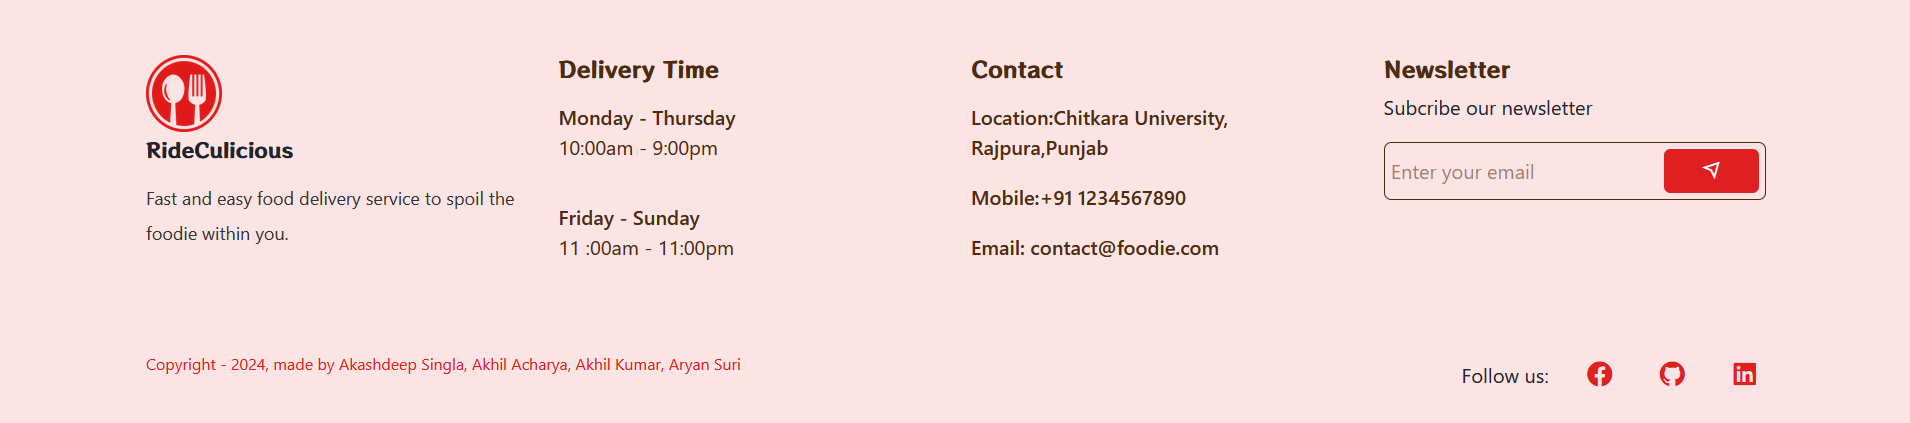 RideCulicious
Fast and easy food delivery service to spoil the
foodie within you.
Delivery Time
Monday - Thursday
10:00am - 9:00pm
Friday - Sunday
11 :00am - 11:00pm
Contact
Location:Chitkara University,
Rajpura,Punjab
Mobile:+91 1234567890
Email: contact@foodie.com
Newsletter
Subcribe our newsletter
Enter your email
Copyright - 2024, made by Akashdeep Singla, Akhil Acharya, Akhil Kumar, Aryan Suri
Follow us: